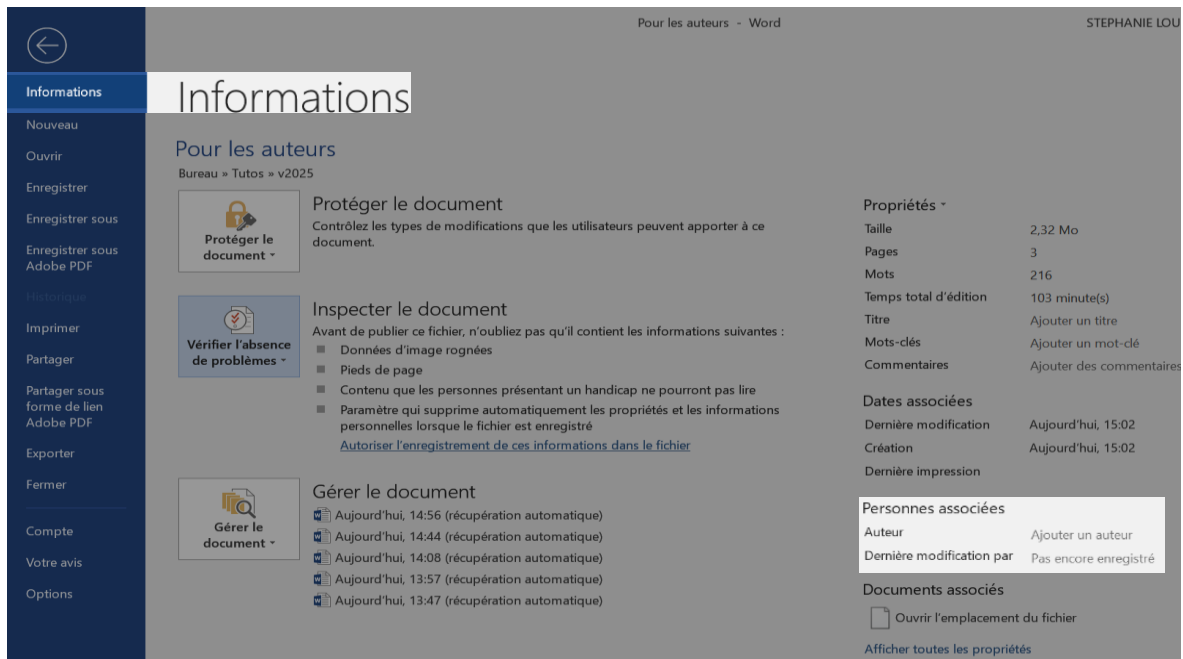 Pour les auteurs - Word
STEPHANIE LOU
Informations
Nouveau
Ouvrir
Enregistrer
Enregistrer sous
Enregistrer sous
Adobe PDF
Historique
Imprimer
Partager
Partager sous
forme de lien
Adobe PDF
Exporter
Fermer
Compte
Votre avis
Options
Informations
Pour les auteurs
Bureau » Tutos » v2025
Protéger le
document
Protéger le document
Contrôlez les types de modifications que les utilisateurs peuvent apporter à ce
document.
Vérifier l'absence
de problèmes
Inspecter le document
Avant de publier ce fichier, n'oubliez pas qu'il contient les informations suivantes :
Données d'image rognées
Pieds de page
Contenu que les personnes présentant un handicap ne pourront pas lire
Paramètre qui supprime automatiquement les propriétés et les informations
personnelles lorsque le fichier est enregistré
Autoriser l'enregistrement de ces informations dans le fichier
Gérer le
document
Gérer le document
Aujourd'hui, 14:56 (récupération automatique)
Aujourd'hui, 14:44 (récupération automatique)
Aujourd'hui, 14:08 (récupération automatique)
Aujourd'hui, 13:57 (récupération automatique)
Aujourd'hui, 13:47 (récupération automatique)
Propriétés
Taille 2,32 Mo
Pages 3
Mots 216
Temps total d'édition 103 minute(s)
Titre Ajouter un titre
Mots-clés Ajouter un mot-clé
Commentaires Ajouter des commentaires
Dates associées
Dernière modification Aujourd'hui, 15:02
Création Aujourd'hui, 15:02
Dernière impression
Personnes associées
Auteur Ajouter un auteur
Dernière modification par Pas encore enregistré
Documents associés
Ouvrir l'emplacement du fichier
Afficher toutes les propriétés